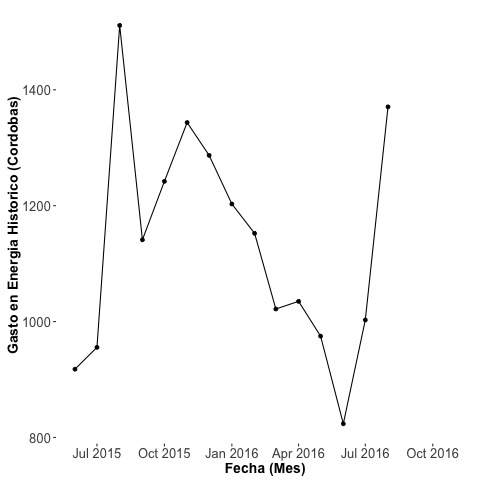 Gasto en Energia Historico (Cordobas)
1400
1200
1000
800
Jul 2015 Oct 2015 Jan 2016 Apr 2016 Jul 2016 Oct 2016
Fecha (Mes)